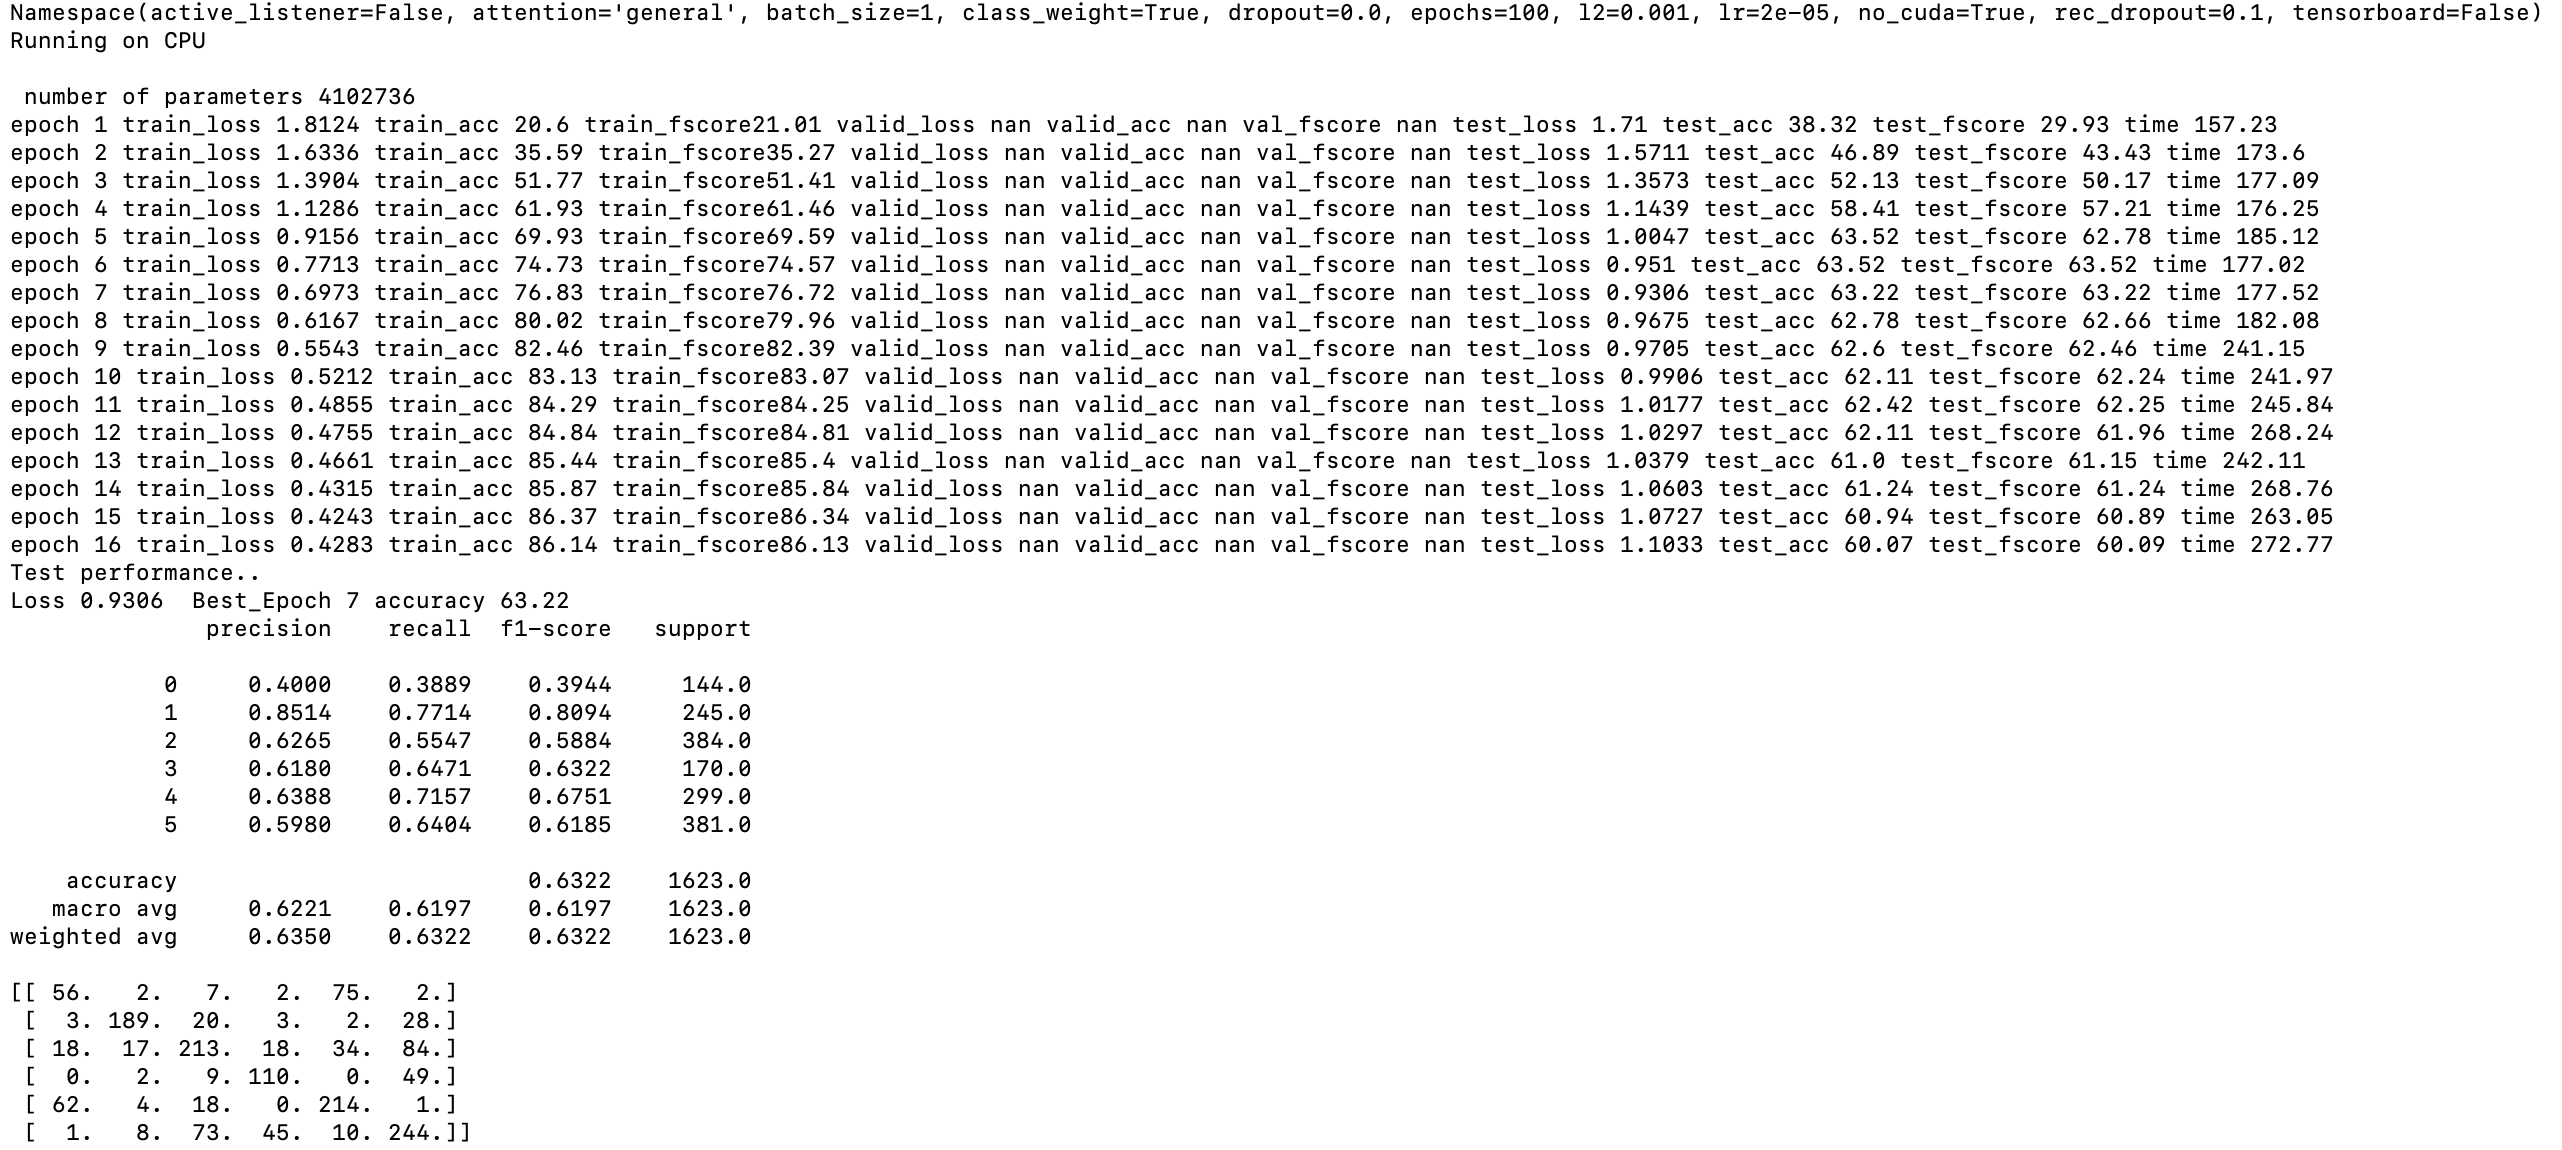 Namespace(active_listener=False, attention='general', batch_size=1, class_weight=True, dropout=0.0, epochs=100, l2=0.001, lr=2e-05, no_cuda=True, rec_dropout=0.1, tensorboard=False)
Running on CPU
number of parameters 4102736
epoch 1 train_loss 1.8124 train_acc 20.6 train_fscore21.01 valid_loss nan valid_acc nan val_fscore nan test_loss 1.71 test_acc 38.32 test_fscore 29.93 time 157.23
epoch 2 train_loss 1.6336 train_acc 35.59 train_fscore35.27 valid_loss nan valid_acc nan val_fscore nan test_loss 1.5711 test_acc 46.89 test_fscore 43.43 time 173.6
epoch 3 train_loss 1.3904 train_acc 51.77 train_fscore51.41 valid_loss nan valid_acc nan val_fscore nan test_loss 1.3573 test_acc 52.13 test_fscore 50.17 time 177.09
epoch 4 train_loss 1.1286 train_acc 61.93 train_fscore61.46 valid_loss nan valid_acc nan val_fscore nan test_loss 1.1439 test_acc 58.41 test_fscore 57.21 time 176.25
epoch 5 train_loss 0.9156 train_acc 69.93 train_fscore69.59 valid_loss nan valid_acc nan val_fscore nan test_loss 1.0047 test_acc 63.52 test_fscore 62.78 time 185.12
epoch 6 train_loss 0.7713 train_acc 74.73 train_fscore74.57 valid_loss nan valid_acc nan val_fscore nan test_loss 0.951 test_acc 63.52 test_fscore 63.52 time 177.02
epoch 7 train_loss 0.6973 train_acc 76.83 train_fscore76.72 valid_loss nan valid_acc nan val_fscore nan test_loss 0.9306 test_acc 63.22 test_fscore 63.22 time 177.52
epoch 8 train_loss 0.6167 train_acc 80.02 train_fscore79.96 valid_loss nan valid_acc nan val_fscore nan test_loss 0.9675 test_acc 62.78 test_fscore 62.66 time 182.08
epoch 9 train_loss 0.5543 train_acc 82.46 train_fscore82.39 valid_loss nan valid_acc nan val_fscore nan test_loss 0.9705 test_acc 62.6 test_fscore 62.46 time 241.15
epoch 10 train_loss 0.5212 train_acc 83.13 train_fscore83.07 valid_loss nan valid_acc nan val_fscore nan test_loss 0.9906 test_acc 62.11 test_fscore 62.24 time 241.97
epoch 11 train_loss 0.4855 train_acc 84.29 train_fscore84.25 valid_loss nan valid_acc nan val_fscore nan test_loss 1.0177 test_acc 62.42 test_fscore 62.25 time 245.84
epoch 12 train_loss 0.4755 train_acc 84.84 train_fscore84.81 valid_loss nan valid_acc nan val_fscore nan test_loss 1.0297 test_acc 62.11 test_fscore 61.96 time 268.24
epoch 13 train_loss 0.4661 train_acc 85.44 train_fscore85.4 valid_loss nan valid_acc nan val_fscore nan test_loss 1.0379 test_acc 61.0 test_fscore 61.15 time 242.11
epoch 14 train_loss 0.4315 train_acc 85.87 train_fscore85.84 valid_loss nan valid_acc nan val_fscore nan test_loss 1.0603 test_acc 61.24 test_fscore 61.24 time 268.76
epoch 15 train_loss 0.4243 train_acc 86.37 train_fscore86.34 valid_loss nan valid_acc nan val_fscore nan test_loss 1.0727 test_acc 60.94 test_fscore 60.89 time 263.05
epoch 16 train_loss 0.4283 train_acc 86.14 train_fscore86.13 valid_loss nan valid_acc nan val_fscore nan test_loss 1.1033 test_acc 60.07 test_fscore 60.09 time 272.77
Test performance..
Loss 0.9306  Best_Epoch 7 accuracy 63.22
precision recall f1-score support
0 0.4000 0.3889 0.3944 144.0
1 0.8514 0.7714 0.8094 245.0
2 0.6265 0.5547 0.5884 384.0
3 0.6180 0.6471 0.6322 170.0
4 0.6388 0.7157 0.6751 299.0
5 0.5980 0.6404 0.6185 381.0
accuracy 0.6322 1623.0
macro avg 0.6221 0.6197 0.6197 1623.0
weighted avg 0.6350 0.6322 0.6322 1623.0
[[ 56. 2. 7. 2. 75. 2.]
[ 3. 189. 20. 3. 2. 28.]
[ 18. 17. 213. 18. 34. 84.]
[ 0. 2. 9. 110. 0. 49.]
[ 62. 4. 18. 0. 214. 1.]
[ 1. 8. 73. 45. 10. 244.]]